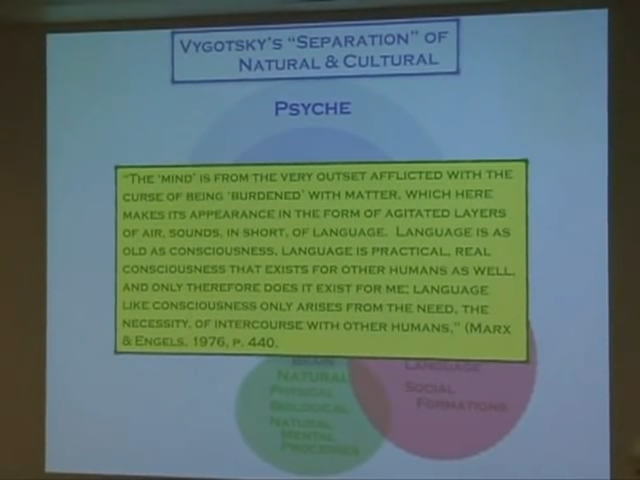 VYGOTSKY'S "SEPARATION" OF
NATURAL & CULTURAL
PSYCHE
"THE 'MIND' IS FROM THE VERY OUTSET AFFLICTED WITH THE
CURSE OF BEING 'BURDENED' WITH MATTER, WHICH HERE
MAKES ITS APPEARANCE IN THE FORM OF AGITATED LAYERS
OF AIR, SOUNDS, IN SHORT, OF LANGUAGE. LANGUAGE IS AS
OLD AS CONSCIOUSNESS, LANGUAGE IS PRACTICAL, REAL
CONSCIOUSNESS THAT EXISTS FOR OTHER HUMANS AS WELL,
AND ONLY THEREFORE DOES IT EXIST FOR ME; LANGUAGE
LIKE CONSCIOUSNESS ONLY ARISES FROM THE NEED, THE
NECESSITY, OF INTERCOURSE WITH OTHER HUMANS," (MARX
& ENGELS, 1976, P. 440.
BRAIN
NATURAL
PHYSICAL
BIOLOGICAL
NATURAL
MENTAL
PROCESSES
LANGUAGE
SOCIAL
FORMATIONS